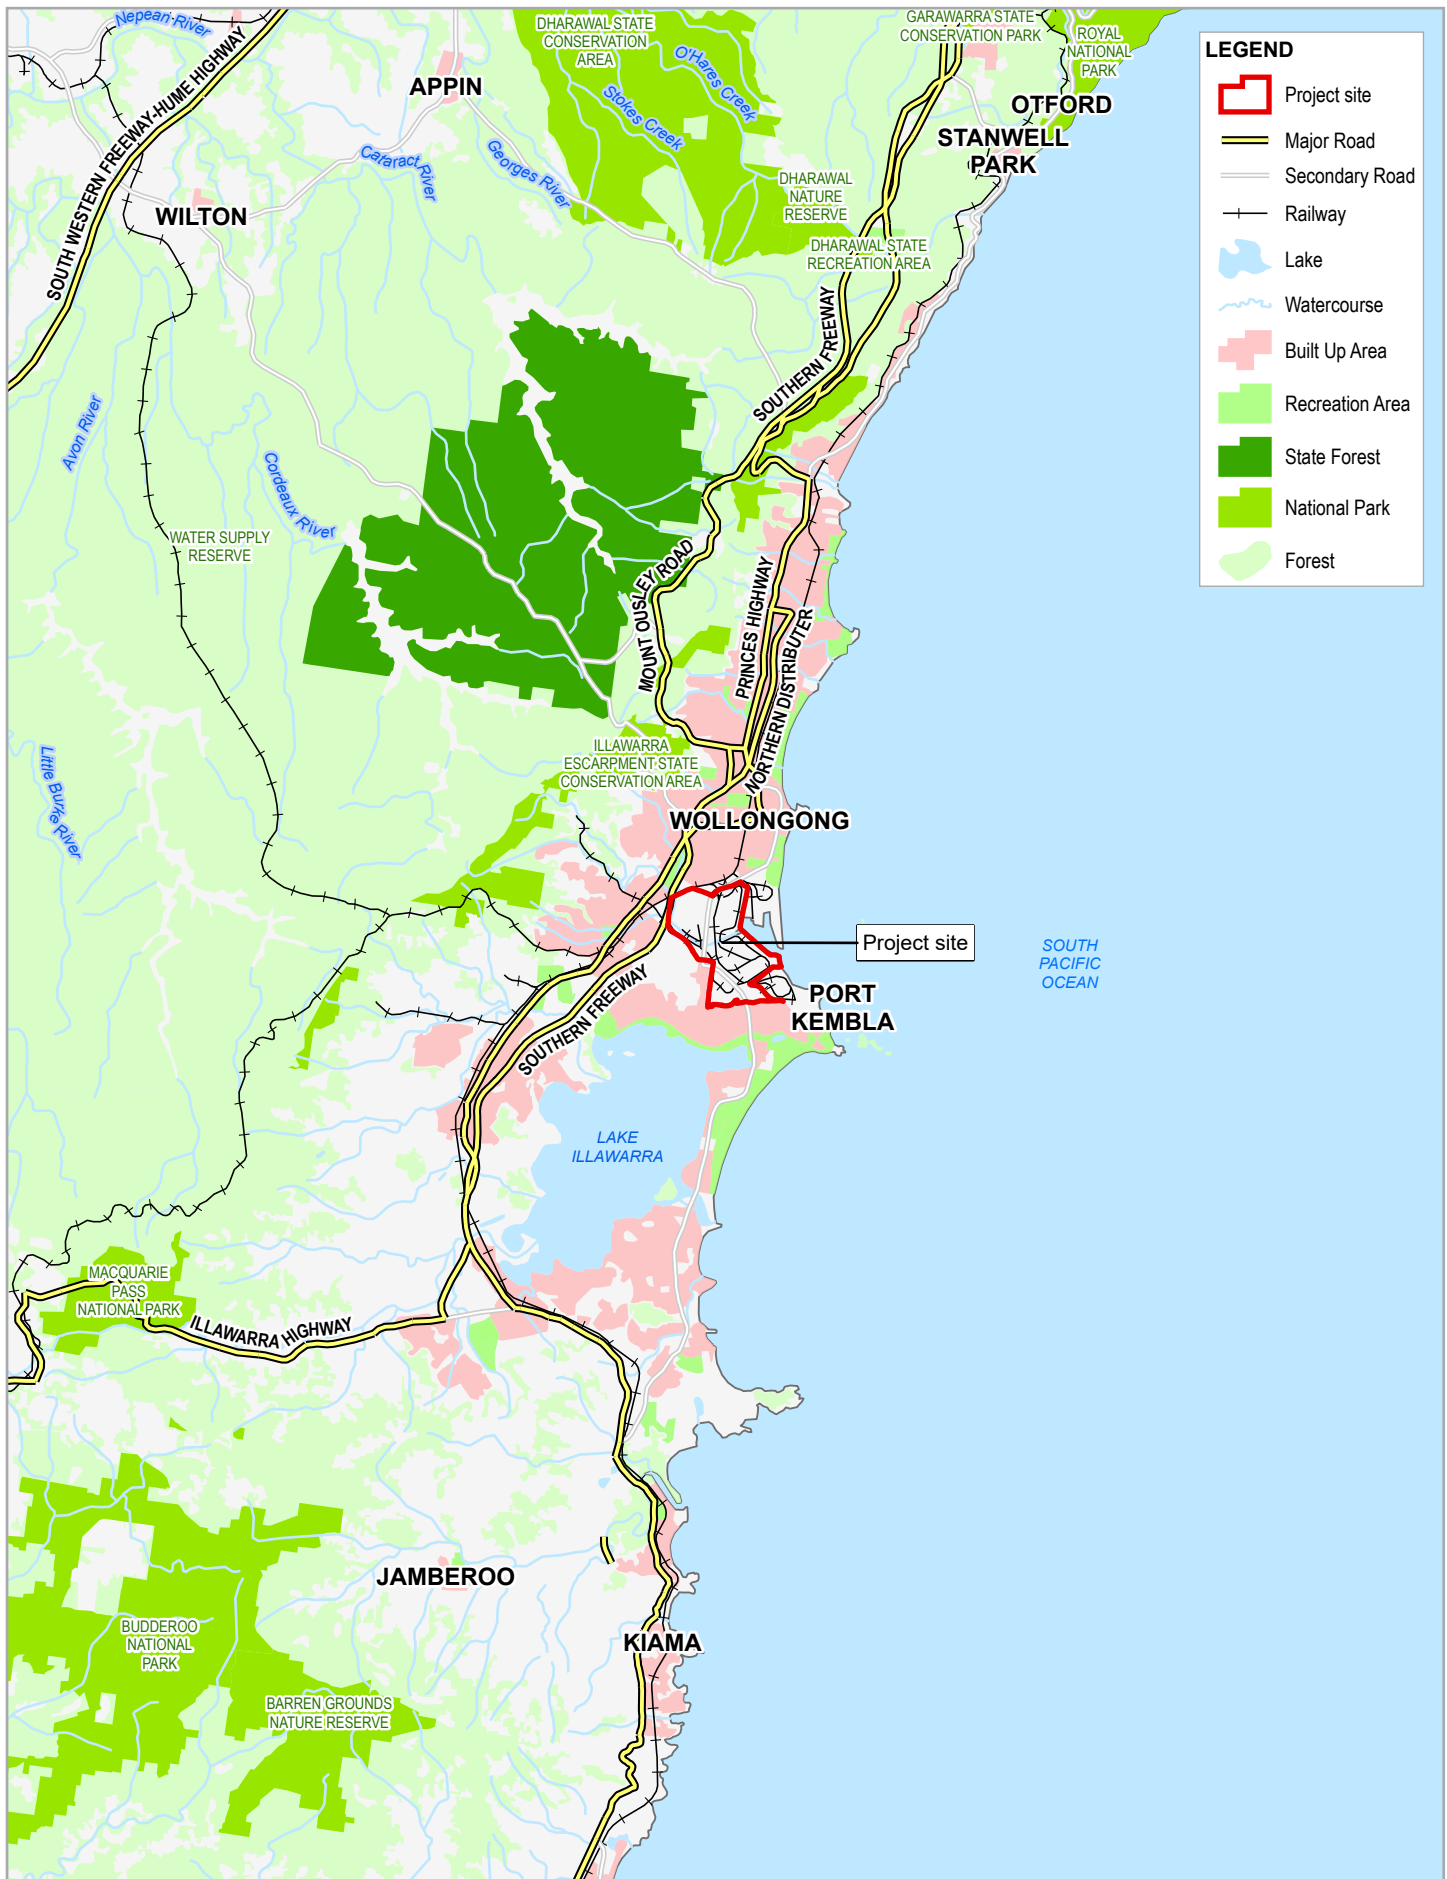 Nepean River
SOUTH WESTERN FREEWAY-HUME HIGHWAY
APPIN
DHARAWAL STATE
CONSERVATION
AREA
O'Hares Creek
Stokes Creek
GARAWARRA STATE
CONSERVATION PARK
ROYAL
NATIONAL
PARK
OTFORD
STANWELL
PARK
Cataract River
Georges River
WILTON
DHARAWAL
NATURE
RESERVE
DHARAWAL STATE
RECREATION AREA
SOUTHERN FREEWAY
Avon River
Cordeaux River
WATER SUPPLY
RESERVE
MOUNT OUSLEY ROAD
PRINCES HIGHWAY
NORTHERN DISTRIBUTER
Little Burke River
ILLAWARRA
ESCARPMENT STATE
CONSERVATION AREA
WOLLONGONG
Project site
SOUTH
PACIFIC
OCEAN
PORT
KEMBLA
SOUTHERN FREEWAY
LAKE
ILLAWARRA
MACQUARIE
PASS
NATIONAL PARK
ILLAWARRA HIGHWAY
JAMBEROO
BUDDEROO
NATIONAL
PARK
KIAMA
BARREN GROUNDS
NATURE RESERVE
LEGEND
Project site
Major Road
Secondary Road
Railway
Lake
Watercourse
Built Up Area
Recreation Area
State Forest
National Park
Forest